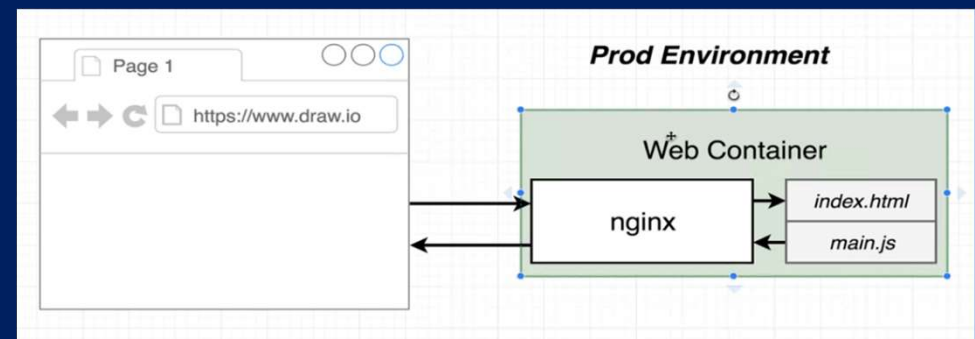 Page 1
https://www.draw.io
Prod Environment
Web Container
nginx
index.html
main.js